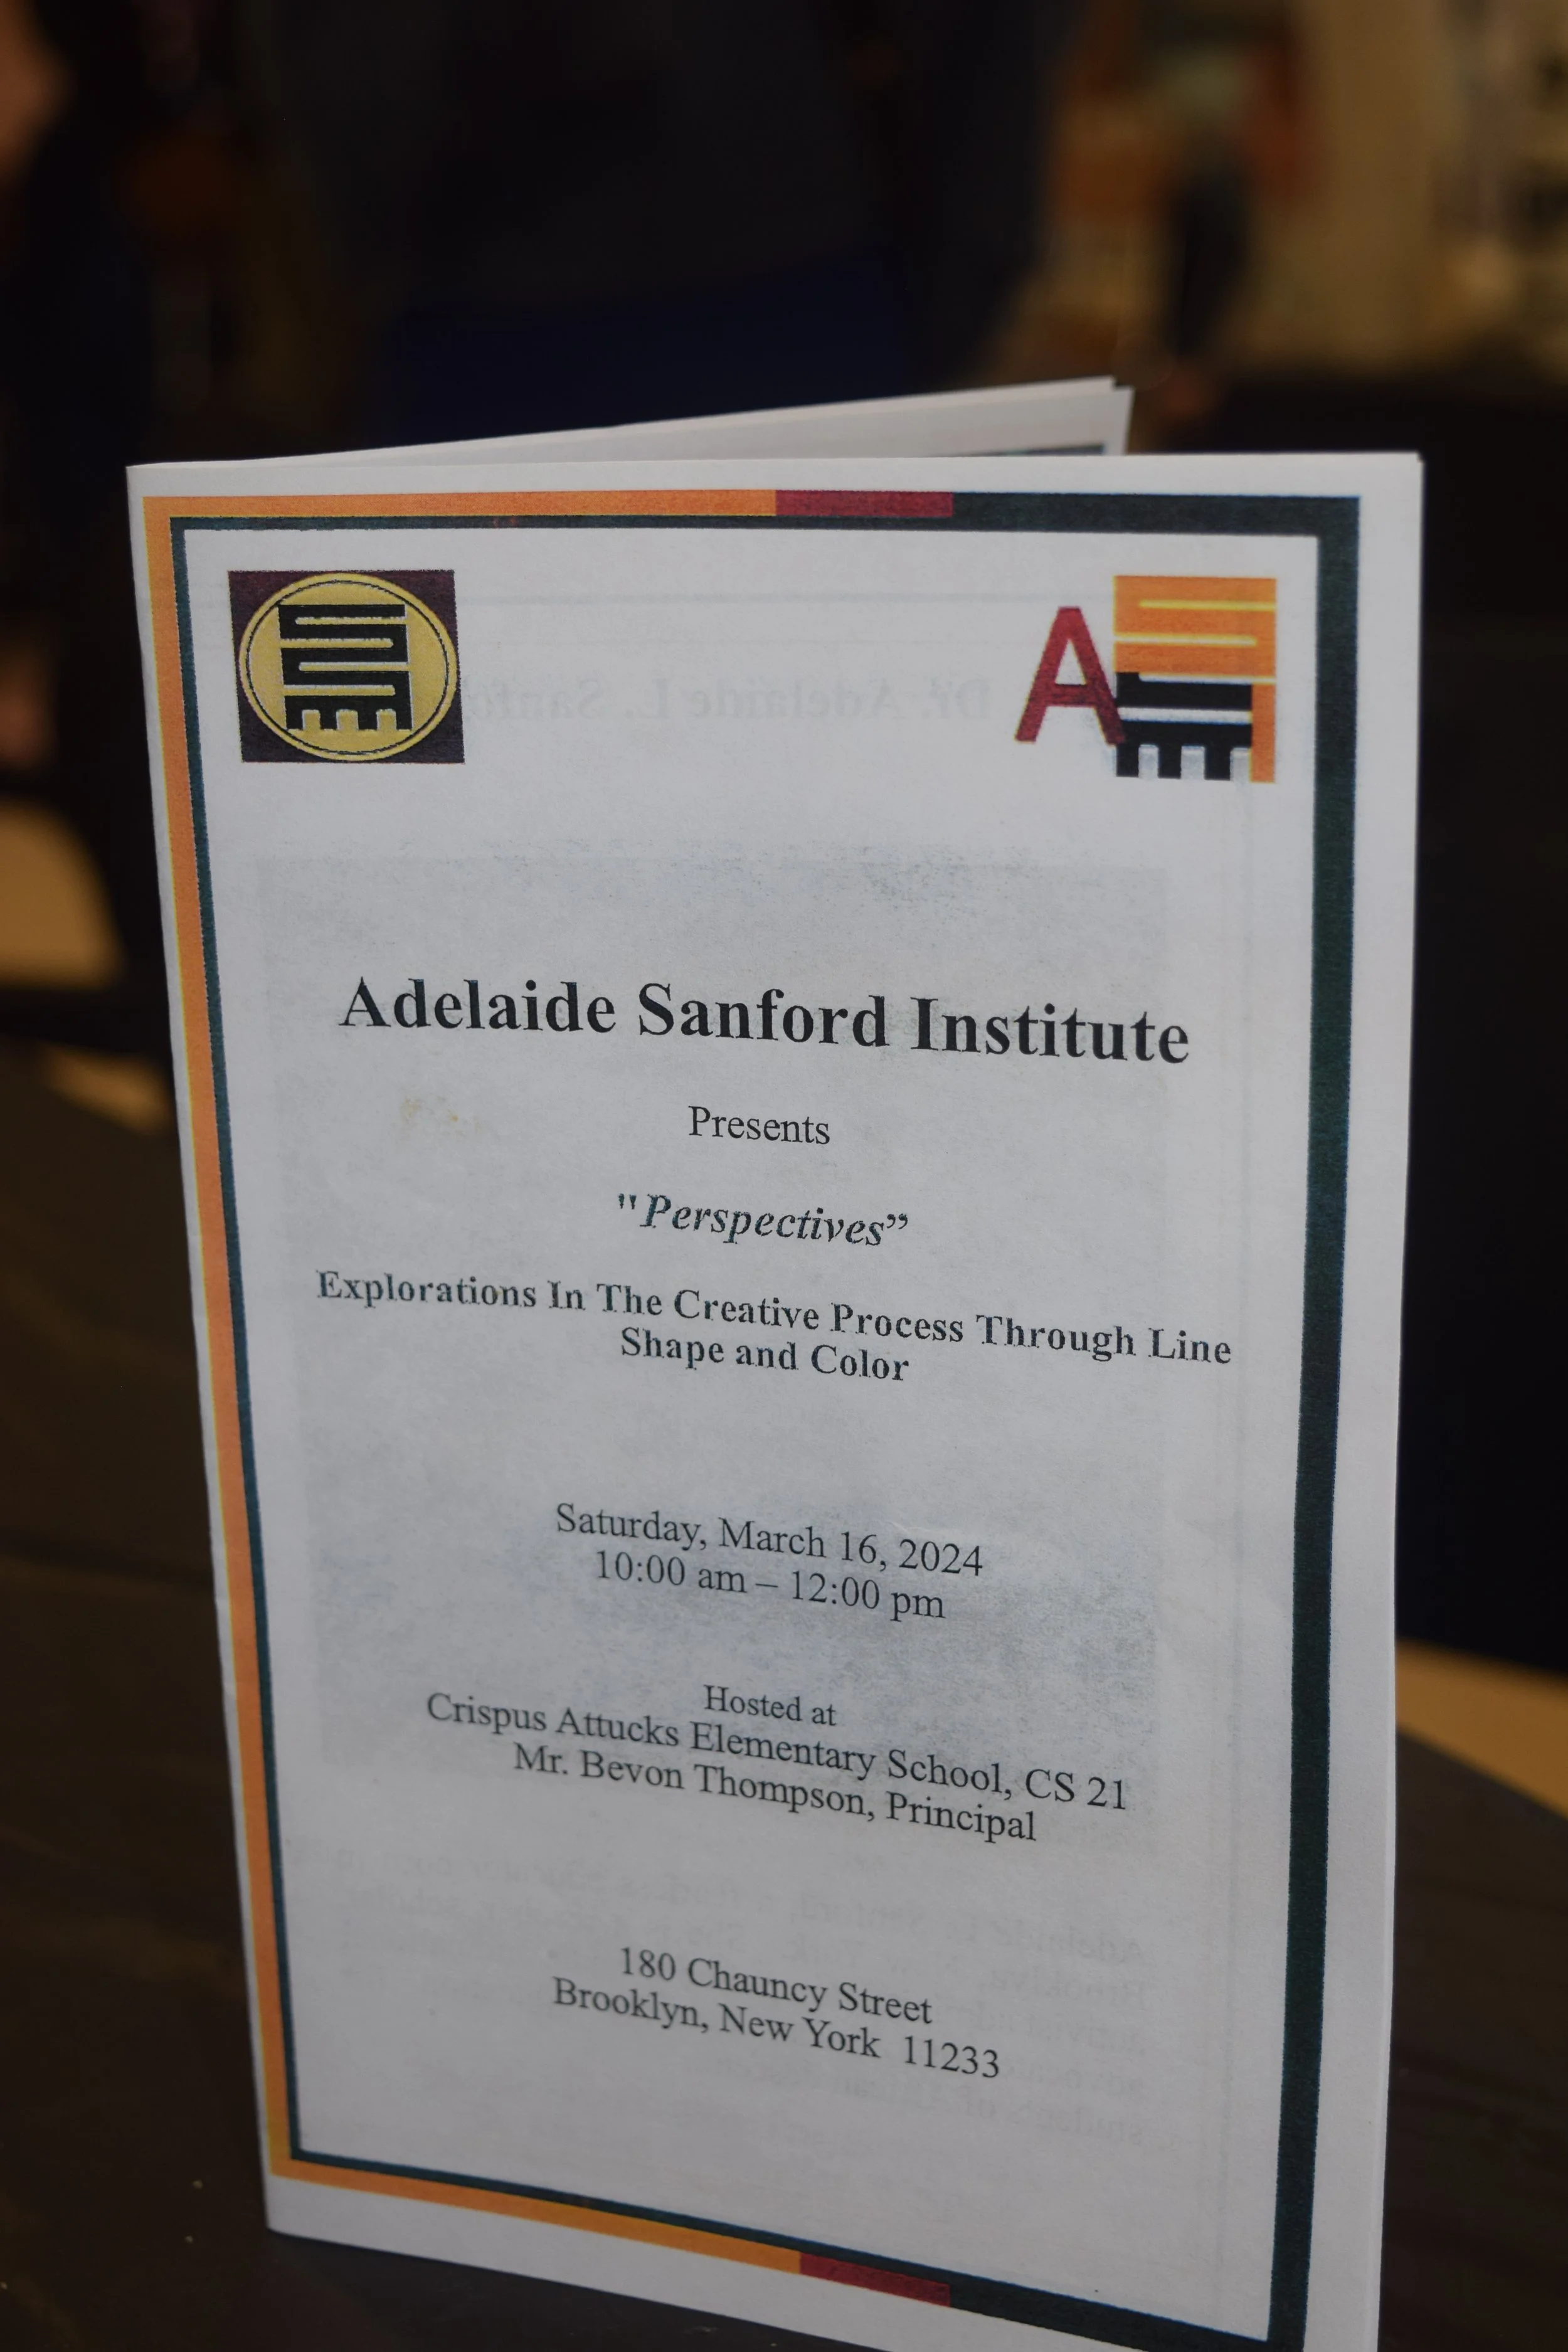 A
Adelaide Sanford Institute
Presents
"Perspectives”
Explorations In The Creative Process Through Line
Shape and Color
Saturday, March 16, 2024
10:00 am – 12:00 pm
Hosted at
Crispus Attucks Elementary School, CS 21
Mr. Bevon Thompson, Principal
180 Chauncy Street
Brooklyn, New York 11233